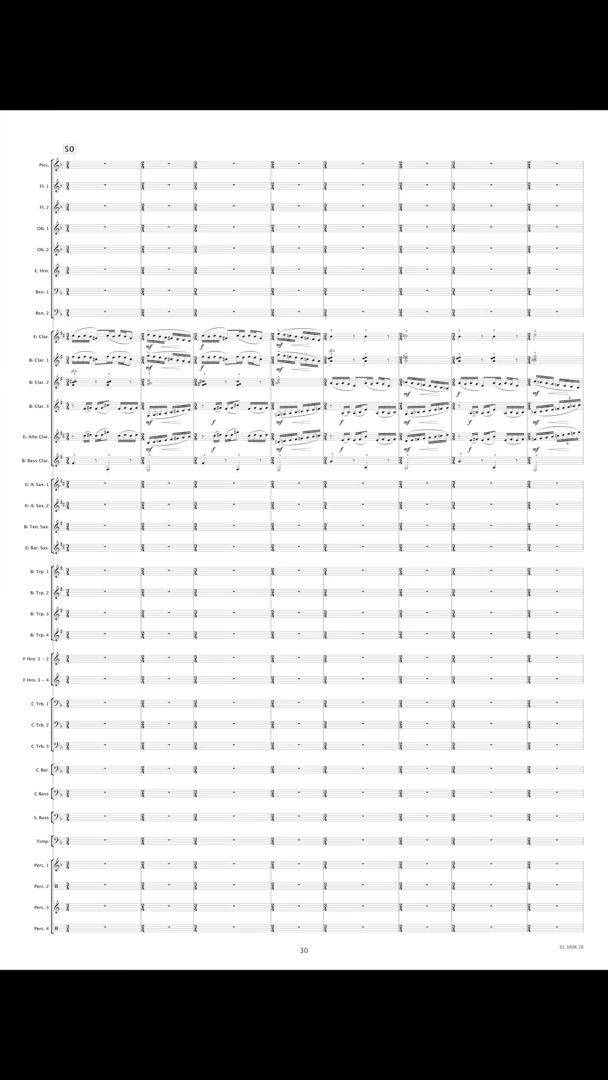 50
Picc.
Fl. 1
Fl. 2
Ob. 1
Ob. 2
E. Hrn.
Bsn. 1
Bsn. 2
E♭ Clar.
B♭ Clar. 1
B♭ Clar. 2
B♭ Clar. 3
E♭ Alto Clar.
B♭ Bass Clar.
E♭ A. Sax. 1
E♭ A. Sax. 2
B♭ Ten. Sax.
E♭ Bar. Sax.
B♭ Trp. 1
B♭ Trp. 2
B♭ Trp. 3
B♭ Trp. 4
F Hrn. 1 - 2
F Hrn. 3 - 4
C Trb. 1
C Trb. 2
C Trb. 3
C Bar.
C Bass
S. Bass
Timp.
Perc. 1
Perc. 2
Perc. 3
Perc. 4
30